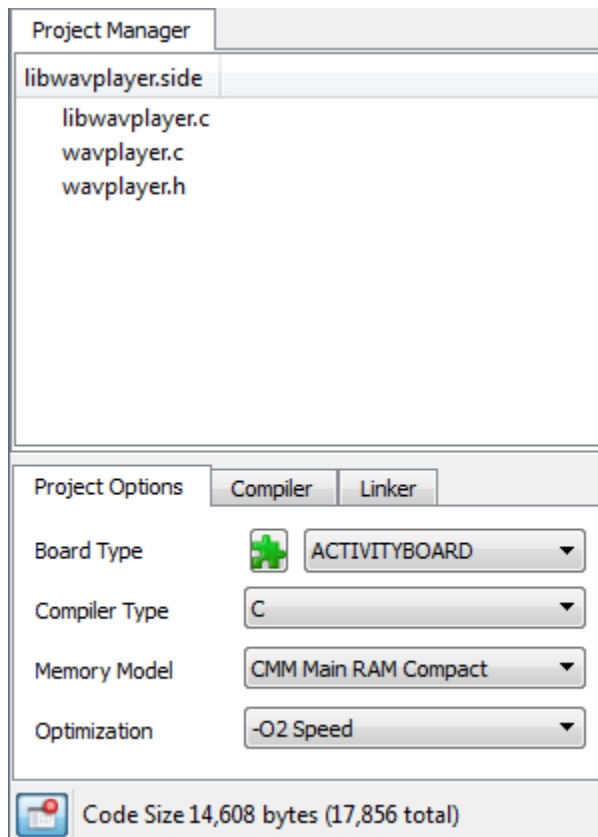 Project Manager
libwavplayer.side
libwavplayer.c
wavplayer.c
wavplayer.h
Project Options Compiler Linker
Board Type ACTIVITYBOARD
Compiler Type C
Memory Model CMM Main RAM Compact
Optimization -O2 Speed
Code Size 14,608 bytes (17,856 total)